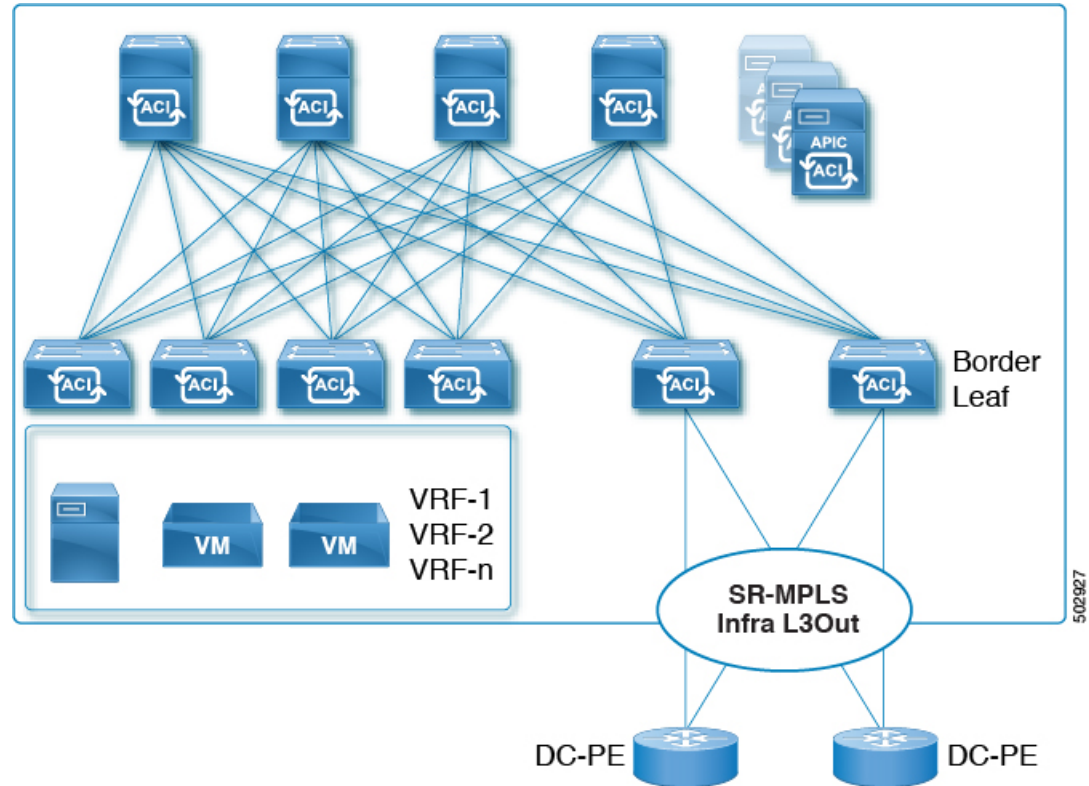 ACI
ACI
ACI
ACI
APIC
ACI
ACI
ACI
ACI
ACI
ACI
ACI
Border
Leaf
VM
VM
VRF-1
VRF-2
VRF-n
SR-MPLS
Infra L3Out
502927
DC-PE
DC-PE